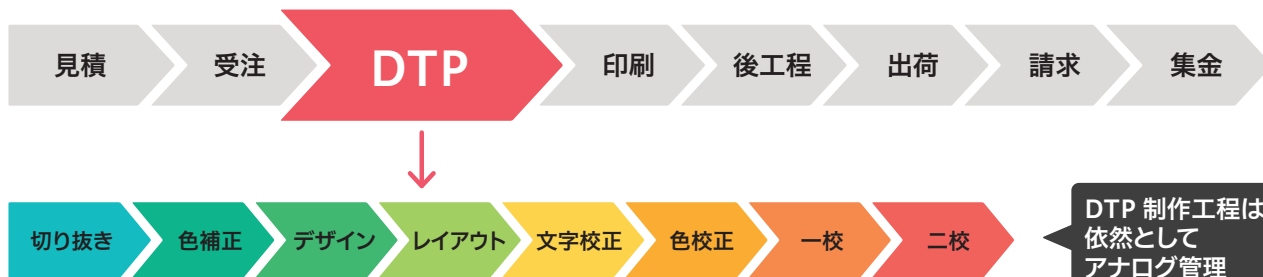 見積 受注 DTP 印刷 後工程 出荷 請求 集金
切り抜き 色補正 デザイン レイアウト 文字校正 色校正 一校 二校
DTP 制作工程は
依然として
アナログ管理